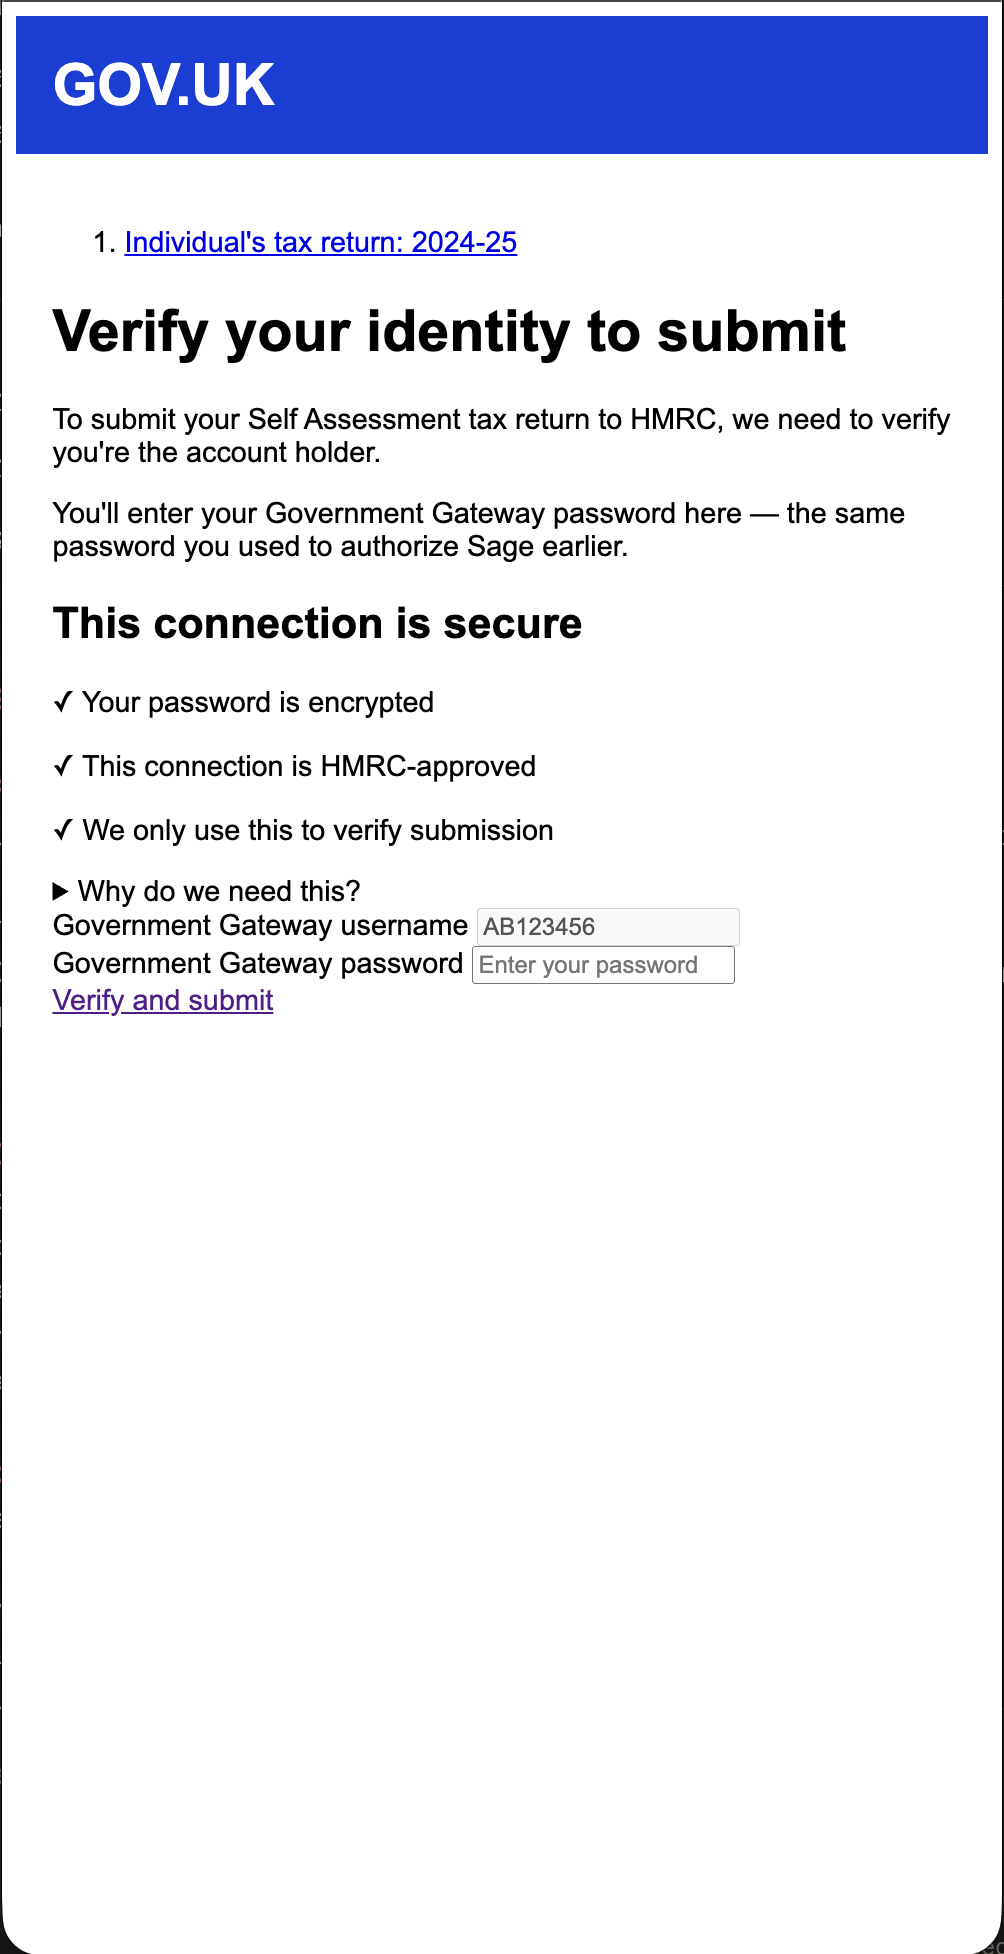 GOV.UK
1. Individual's tax return: 2024-25
Verify your identity to submit
To submit your Self Assessment tax return to HMRC, we need to verify
you're the account holder.
You'll enter your Government Gateway password here — the same
password you used to authorize Sage earlier.
This connection is secure
✓ Your password is encrypted
✓ This connection is HMRC-approved
✓ We only use this to verify submission
▶ Why do we need this?
Government Gateway username AB123456
Government Gateway password Enter your password
Verify and submit